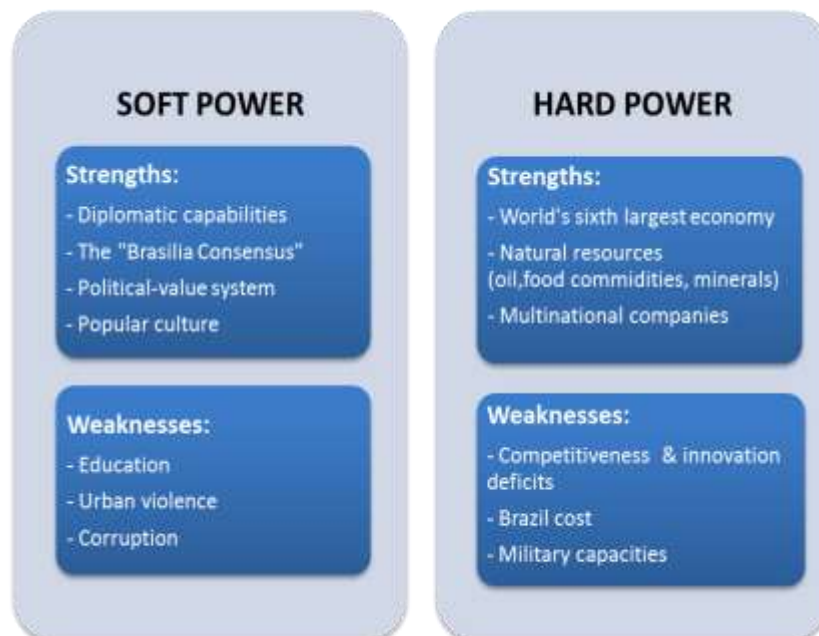 SOFT POWER
Strengths:
- Diplomatic capabilities
- The "Brasilia Consensus"
- Political-value system
- Popular culture
Weaknesses:
- Education
- Urban violence
- Corruption
HARD POWER
Strengths:
- World's sixth largest economy
- Natural resources
(oil,food commidities, minerals)
- Multinational companies
Weaknesses:
- Competitiveness & innovation
deficits
- Brazil cost
- Military capacities